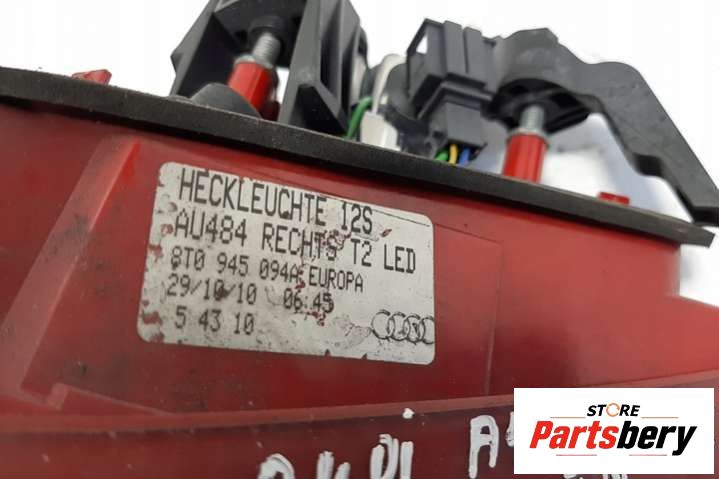 HECKLEUCHTE 12S
AU484 RECHTS T2 LED
8T0 945 094A EUROPA
29/10/10 06:45
5 43 10
STORE
Partsbery
AUDI